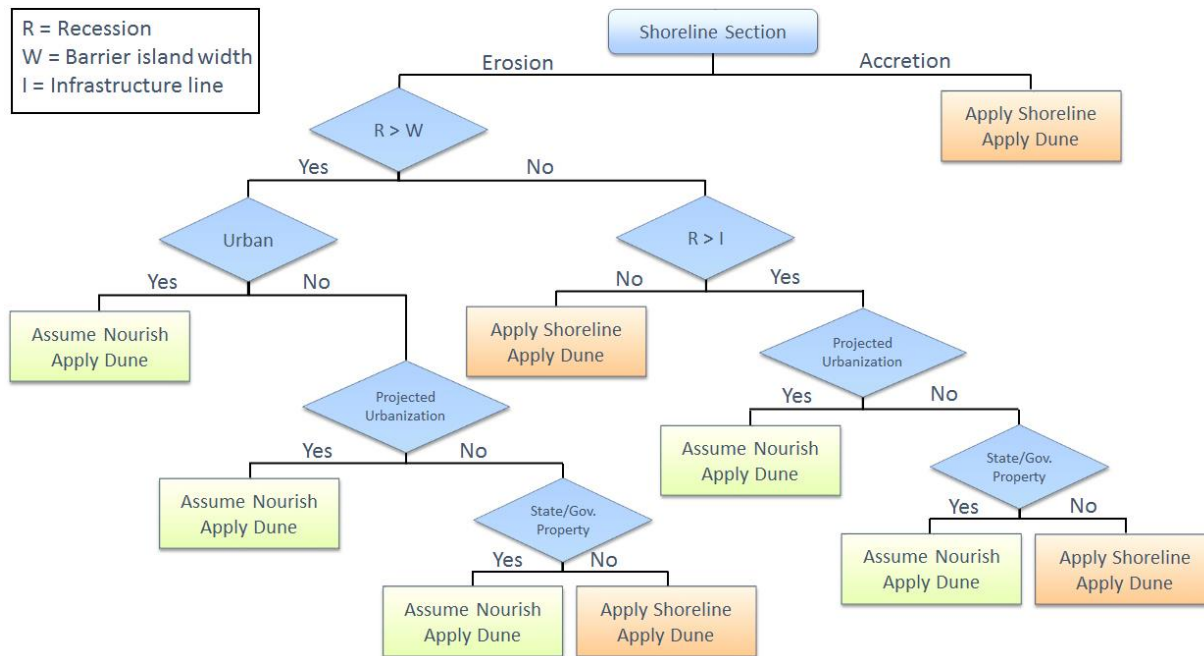 R = Recession
W = Barrier island width
I = Infrastructure line
Shoreline Section
Erosion
Accretion
R > W
Apply Shoreline
Apply Dune
Yes
No
Urban
R > I
Yes
No
No
Yes
Assume Nourish
Apply Dune
Apply Shoreline
Apply Dune
Projected
Urbanization
Projected
Urbanization
Yes
No
Yes
No
Assume Nourish
Apply Dune
State/Gov.
Property
Assume Nourish
Apply Dune
State/Gov.
Property
Yes
No
Yes
No
Assume Nourish
Apply Dune
Apply Shoreline
Apply Dune
Assume Nourish
Apply Dune
Apply Shoreline
Apply Dune